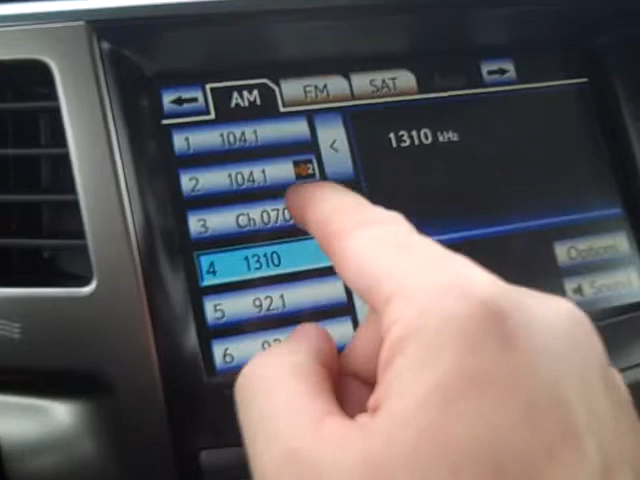 AM FM SAT
1 104.1 <
1310 kHz
2 104.1
3 Ch 070
4 1310
Options
5 92.1
Sound
6